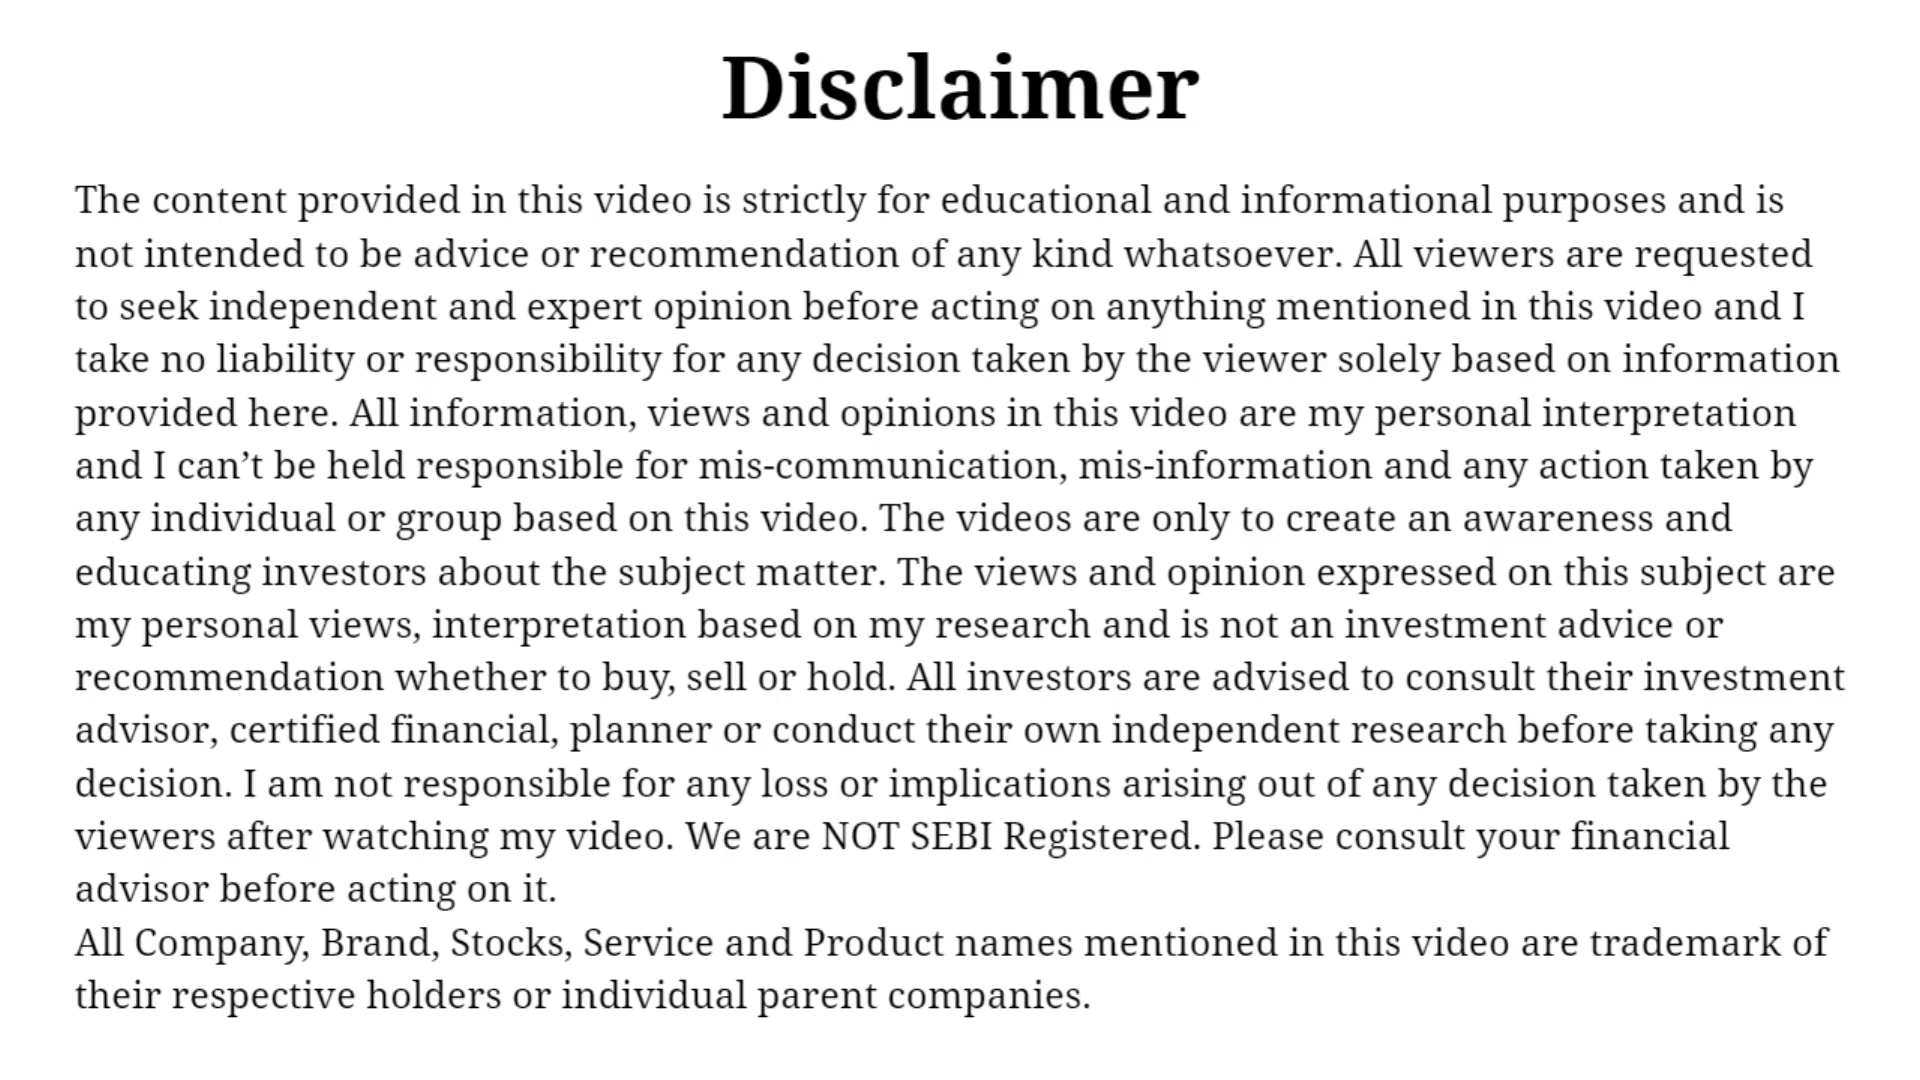 Disclaimer
The content provided in this video is strictly for educational and informational purposes and is
not intended to be advice or recommendation of any kind whatsoever. All viewers are requested
to seek independent and expert opinion before acting on anything mentioned in this video and I
take no liability or responsibility for any decision taken by the viewer solely based on information
provided here. All information, views and opinions in this video are my personal interpretation
and I can’t be held responsible for mis-communication, mis-information and any action taken by
any individual or group based on this video. The videos are only to create an awareness and
educating investors about the subject matter. The views and opinion expressed on this subject are
my personal views, interpretation based on my research and is not an investment advice or
recommendation whether to buy, sell or hold. All investors are advised to consult their investment
advisor, certified financial, planner or conduct their own independent research before taking any
decision. I am not responsible for any loss or implications arising out of any decision taken by the
viewers after watching my video. We are NOT SEBI Registered. Please consult your financial
advisor before acting on it.
All Company, Brand, Stocks, Service and Product names mentioned in this video are trademark of
their respective holders or individual parent companies.